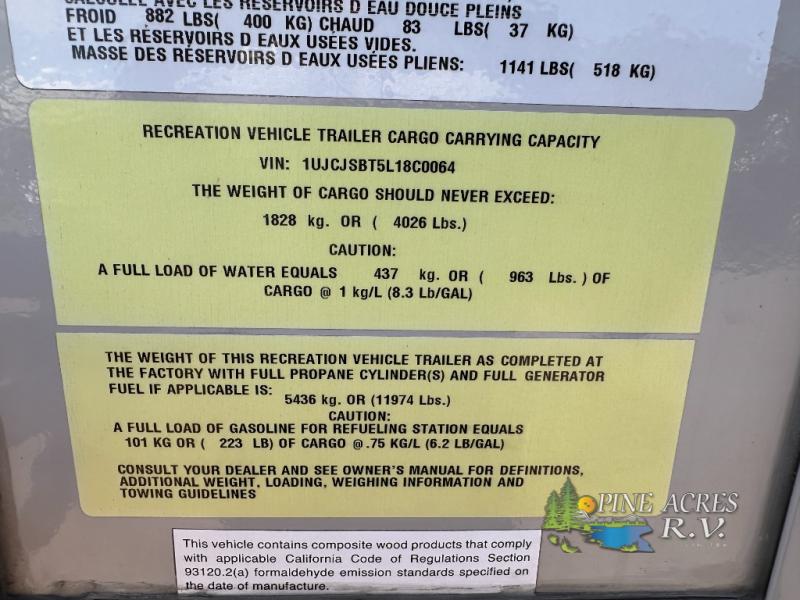 CALCULÉE AVEC LES RÉSERVOIRS D EAU DOUCE PLEINS
FROID 882 LBS( 400 KG) CHAUD 83 LBS( 37 KG)
ET LES RÉSERVOIRS D EAUX USÉES VIDES.
MASSE DES RÉSERVOIRS D EAUX USÉES PLIENS: 1141 LBS( 518 KG)
RECREATION VEHICLE TRAILER CARGO CARRYING CAPACITY
VIN: 1UJCJSBT5L18C0064
THE WEIGHT OF CARGO SHOULD NEVER EXCEED:
1828 kg. OR ( 4026 Lbs.)
CAUTION:
A FULL LOAD OF WATER EQUALS 437 kg. OR ( 963 Lbs. ) OF
CARGO @ 1 kg/L (8.3 Lb/GAL)
THE WEIGHT OF THIS RECREATION VEHICLE TRAILER AS COMPLETED AT
THE FACTORY WITH FULL PROPANE CYLINDER(S) AND FULL GENERATOR
FUEL IF APPLICABLE IS:
5436 kg. OR (11974 Lbs.)
CAUTION:
A FULL LOAD OF GASOLINE FOR REFUELING STATION EQUALS
101 KG OR ( 223 LB) OF CARGO @ .75 KG/L (6.2 LB/GAL)
CONSULT YOUR DEALER AND SEE OWNER'S MANUAL FOR DEFINITIONS,
ADDITIONAL WEIGHT, LOADING, WEIGHING INFORMATION AND
TOWING GUIDELINES
PINE ACRES
R.V.
This vehicle contains composite wood products that comply
with applicable California Code of Regulations Section
93120.2(a) formaldehyde emission standards specified on
the date of manufacture.